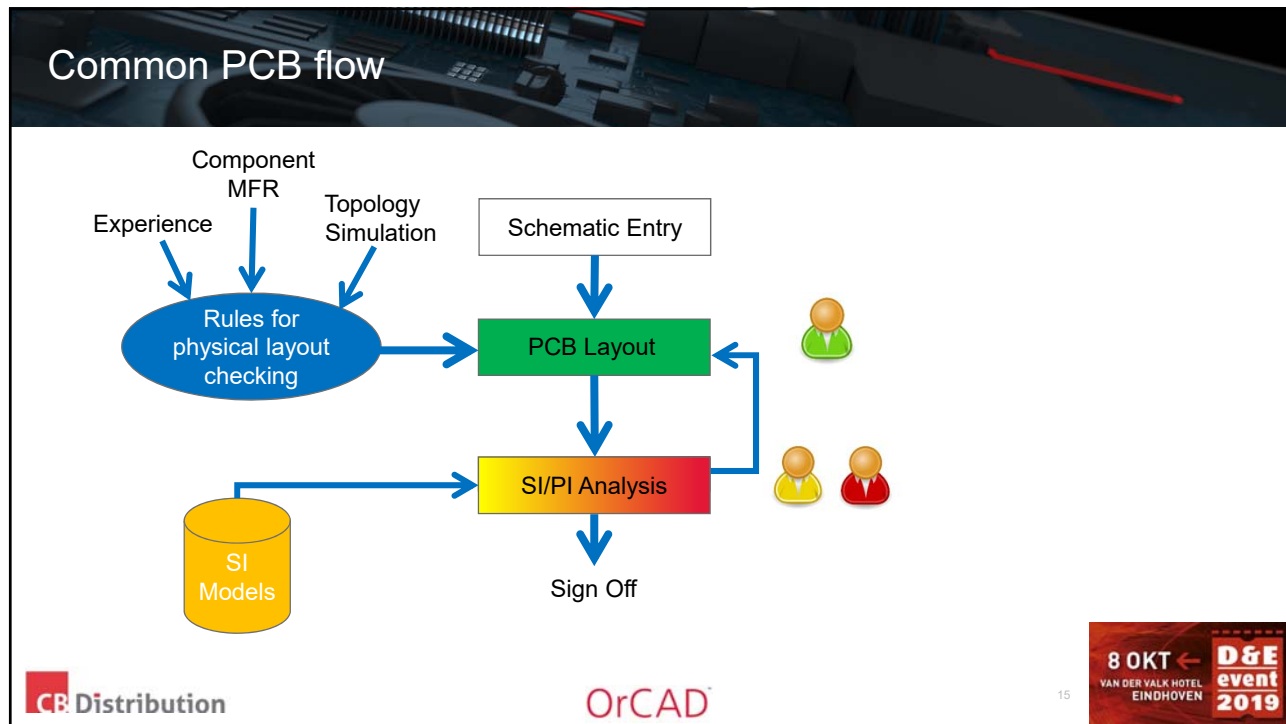 Common PCB flow
Component
MFR
Experience
Topology
Simulation
Schematic Entry
Rules for
physical layout
checking
PCB Layout
SI/PI Analysis
SI
Models
Sign Off
CB Distribution
OrCAD
15
8 OKT ←
VAN DER VALK HOTEL
EINDHOVEN
D&E
event
2019